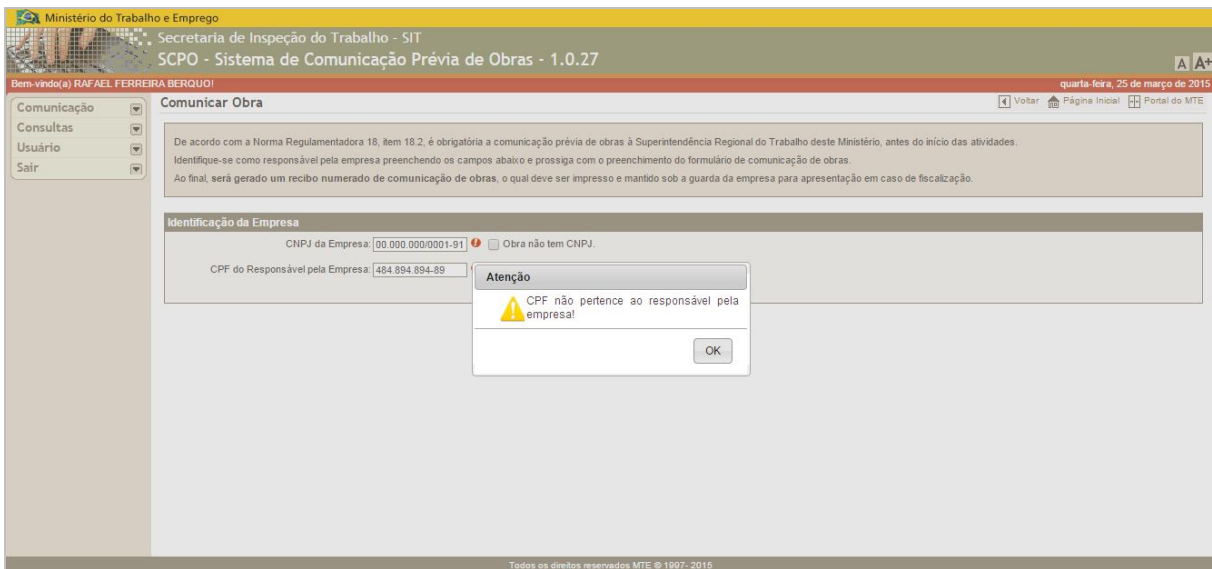 Ministério do Trabalho e Emprego
Secretaria de Inspeção do Trabalho - SIT
SCPO - Sistema de Comunicação Prévia de Obras - 1.0.27
A A+
Bem-vindo(a) RAFAEL FERREIRA BERQUO!
quarta-feira, 25 de março de 2015
Comunicação
Consultas
Usuário
Sair
Comunicar Obra
Voltar Página Inicial Portal do MTE
De acordo com a Norma Regulamentadora 18, item 18.2, é obrigatória a comunicação prévia de obras à Superintendência Regional do Trabalho deste Ministério, antes do início das atividades.
Identifique-se como responsável pela empresa preenchendo os campos abaixo e prossiga com o preenchimento do formulário de comunicação de obras.
Ao final, será gerado um recibo numerado de comunicação de obras, o qual deve ser impresso e mantido sob a guarda da empresa para apresentação em caso de fiscalização.
Identificação da Empresa
CNPJ da Empresa: 00.000.000/0001-91 Obra não tem CNPJ.
CPF do Responsável pela Empresa: 484.894.894-89
Atenção
CPF não pertence ao responsável pela
empresa!
OK
Todos os direitos reservados MTE © 1997- 2015